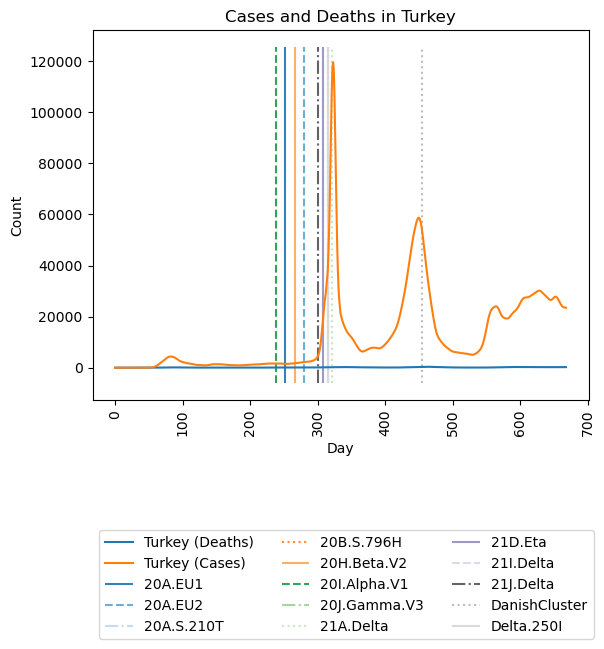 Cases and Deaths in Turkey
120000
100000
80000
60000
40000
20000
0
Count
0 100 200 300 400 500 600 700
Day
Turkey (Deaths) 20B.S.796H 21D.Eta
Turkey (Cases) 20H.Beta.V2 21I.Delta
20A.EU1 20I.Alpha.V1 21J.Delta
20A.EU2 20J.Gamma.V3 DanishCluster
20A.S.210T 21A.Delta Delta.250I